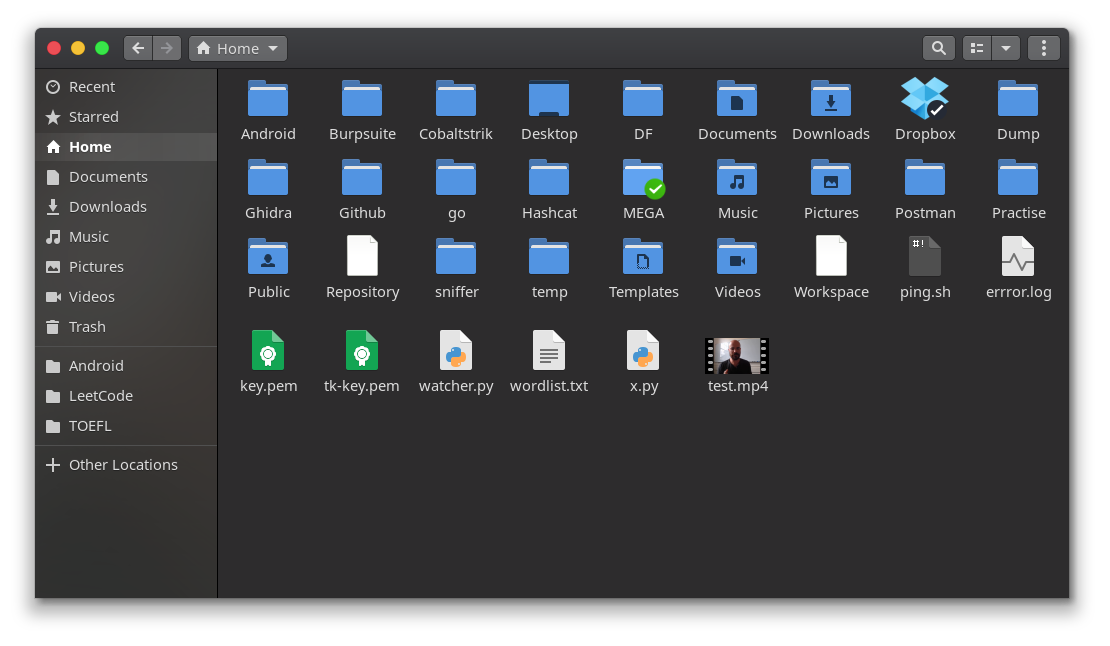 Home
Recent
Starred
Home
Documents
Downloads
Music
Pictures
Videos
Trash
Android
LeetCode
TOEFL
Other Locations
Android Burpsuite Cobaltstrik Desktop DF Documents Downloads Dropbox Dump
Ghidra Github go Hashcat MEGA Music Pictures Postman Practise
#!
Public Repository sniffer temp Templates Videos Workspace ping.sh errror.log
key.pem tk-key.pem watcher.py wordlist.txt x.py test.mp4